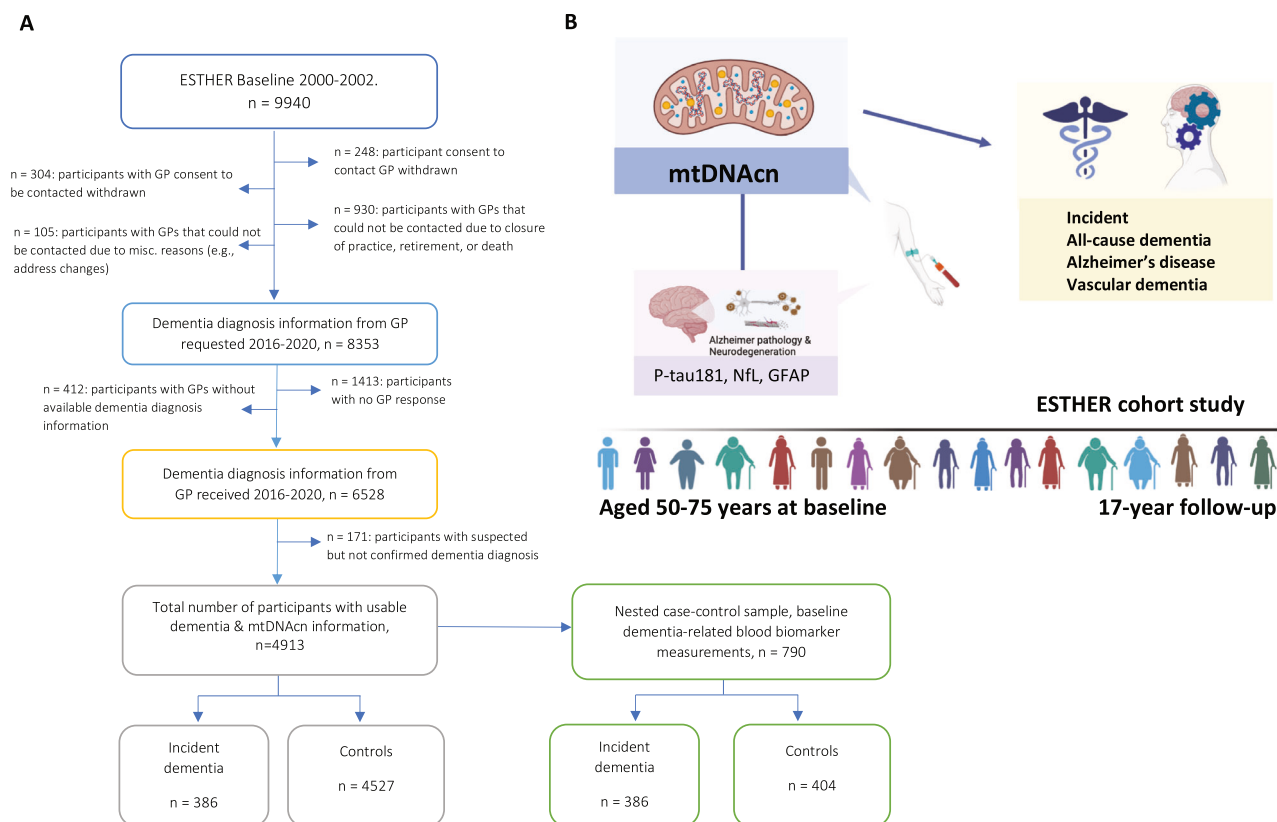 A
ESTHER Baseline 2000-2002.
n = 9940
n = 248: participant consent to
contact GP withdrawn
n = 304: participants with GP consent to
be contacted withdrawn
n = 930: participants with GPs that
could not be contacted due to closure
of practice, retirement, or death
n = 105: participants with GPs that could not
be contacted due to misc. reasons (e.g.,
address changes)
Dementia diagnosis information from GP
requested 2016-2020, n = 8353
n = 412: participants with GPs without
available dementia diagnosis
information
n = 1413: participants
with no GP response
Dementia diagnosis information from
GP received 2016-2020, n = 6528
n = 171: participants with suspected
but not confirmed dementia diagnosis
Total number of participants with usable
dementia & mtDNAcn information,
n=4913
Nested case-control sample, baseline
dementia-related blood biomarker
measurements, n = 790
Incident
dementia
n = 386
Controls
n = 4527
Incident
dementia
n = 386
Controls
n = 404
B
mtDNAcn
Incident
All-cause dementia
Alzheimer's disease
Vascular dementia
Alzheimer pathology &
Neurodegeneration
P-tau181, NfL, GFAP
ESTHER cohort study
Aged 50-75 years at baseline
17-year follow-up